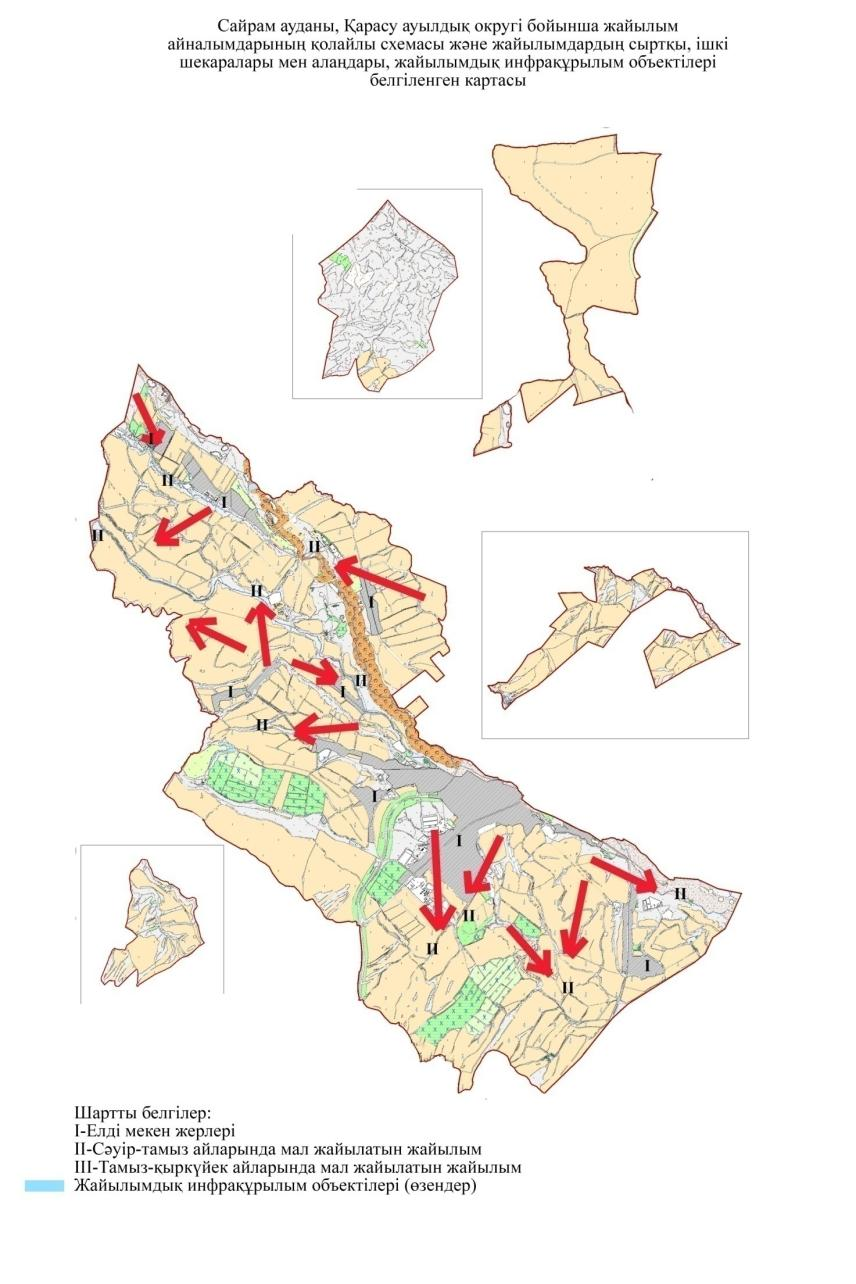 Сайрам ауданы, Қарасу ауылдық округі бойынша жайылым
айналымдарының қолайлы схемасы және жайылымдардың сыртқы, ішкі
шекаралары мен алаңдары, жайылымдық инфрақұрылым объектілері
белгіленген картасы
I
II
I
II
II
II
I
I
II
I
II
I
I
II
II
II
I
II
Шартты белгілер:
I-Елді мекен жерлері
II-Сәуір-тамыз айларында мал жайылатын жайылым
III-Тамыз-қыркүйек айларында мал жайылатын жайылым
Жайылымдық инфрақұрылым объектілері (өзендер)